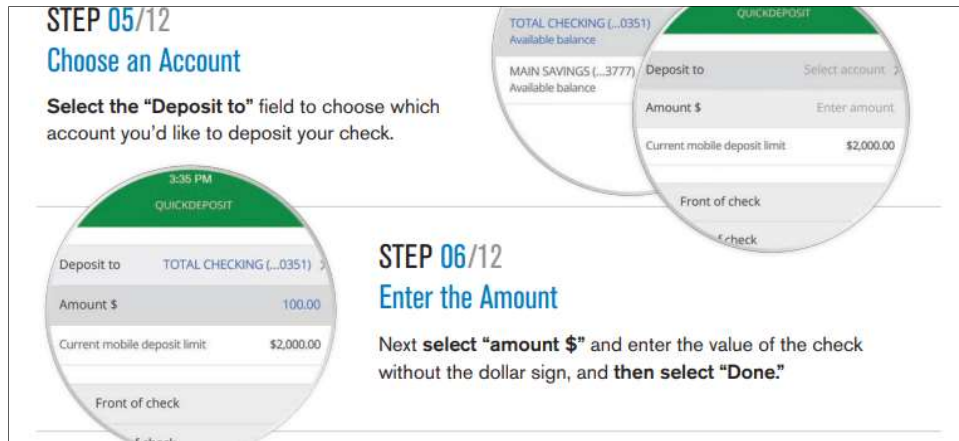 STEP 05/12
Choose an Account
Select the “Deposit to” field to choose which
account you’d like to deposit your check.
TOTAL CHECKING (...0351)
Available balance
MAIN SAVINGS (...3777)
Available balance
QUICKDEPOSIT
Deposit to Select account >
Amount $ Enter amount
Current mobile deposit limit $2,000.00
Front of check
of check
3:35 PM
QUICKDEPOSIT
Deposit to TOTAL CHECKING (...0351) >
Amount $ 100.00
Current mobile deposit limit $2,000.00
Front of check
STEP 06/12
Enter the Amount
Next select “amount $” and enter the value of the check
without the dollar sign, and then select “Done.”